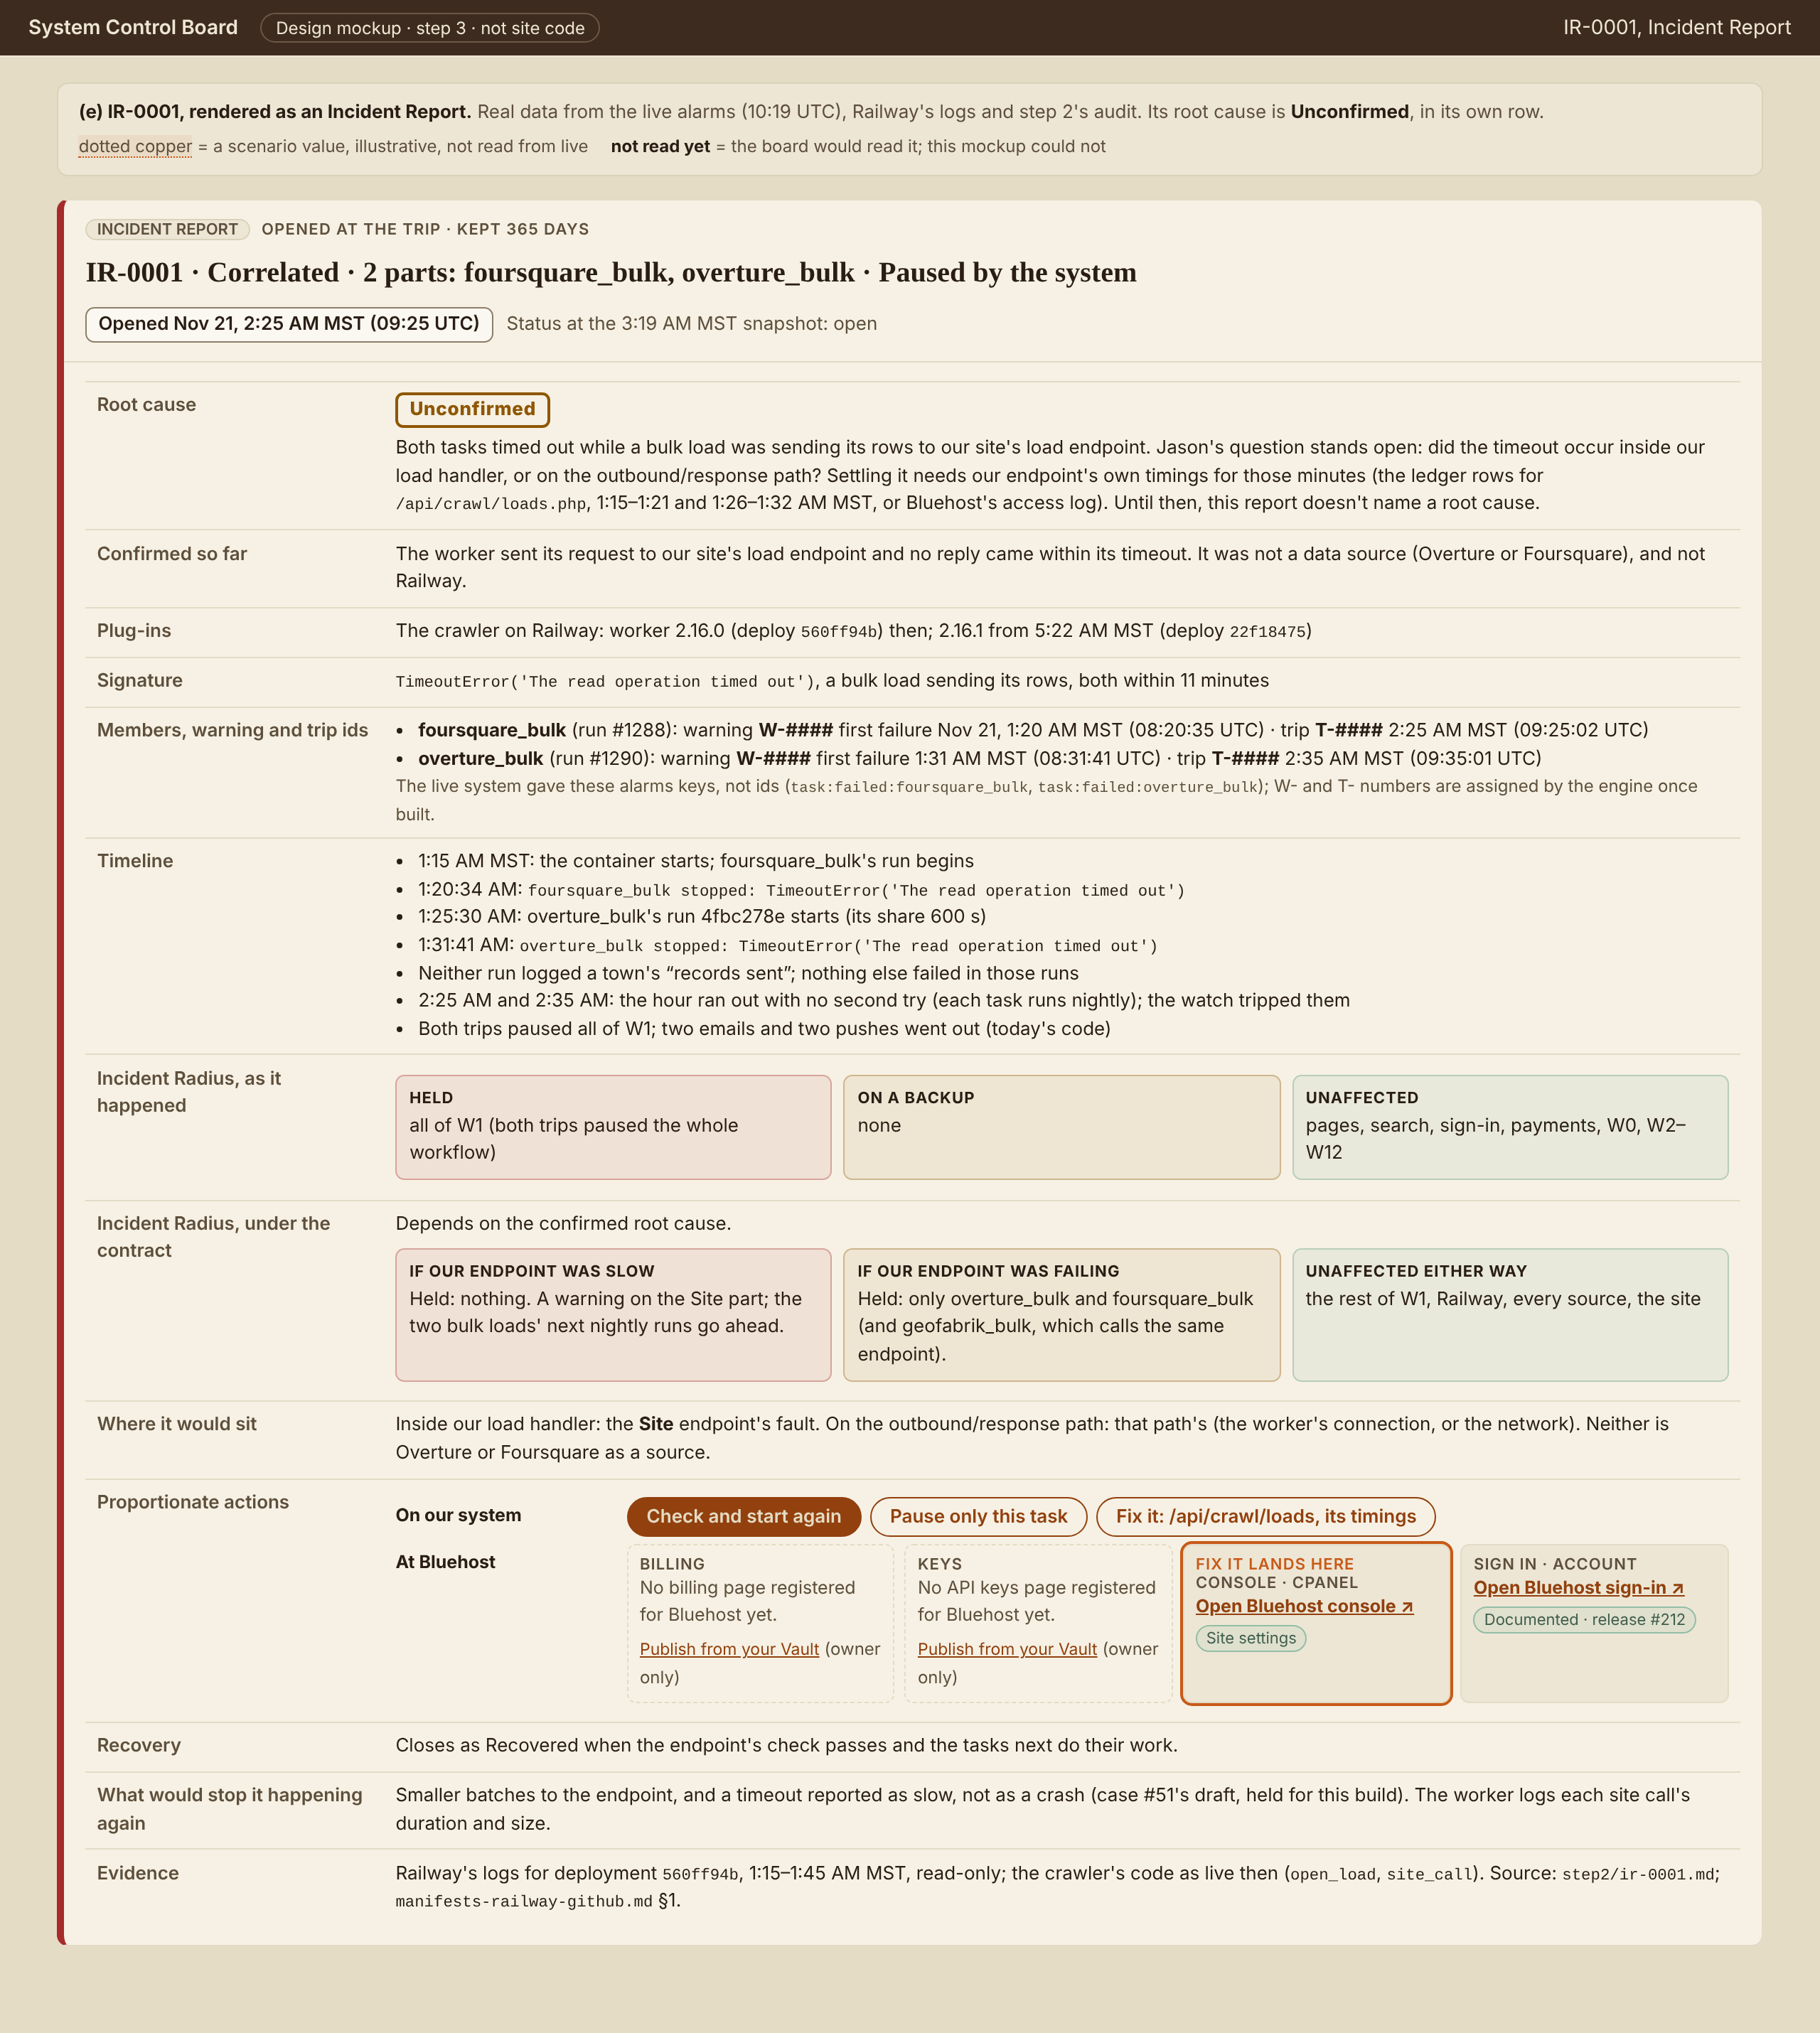 System Control Board
Design mockup · step 3 · not site code
IR-0001, Incident Report
(e) IR-0001, rendered as an Incident Report. Real data from the live alarms (10:19 UTC), Railway's logs and step 2's audit. Its root cause is Unconfirmed, in its own row.
dotted copper = a scenario value, illustrative, not read from live not read yet = the board would read it; this mockup could not
INCIDENT REPORT OPENED AT THE TRIP · KEPT 365 DAYS
IR-0001 · Correlated · 2 parts: foursquare_bulk, overture_bulk · Paused by the system
Opened Nov 21, 2:25 AM MST (09:25 UTC) Status at the 3:19 AM MST snapshot: open
Root cause
Unconfirmed
Both tasks timed out while a bulk load was sending its rows to our site's load endpoint. Jason's question stands open: did the timeout occur inside our
load handler, or on the outbound/response path? Settling it needs our endpoint's own timings for those minutes (the ledger rows for
/api/crawl/loads.php, 1:15–1:21 and 1:26–1:32 AM MST, or Bluehost's access log). Until then, this report doesn't name a root cause.
Confirmed so far
The worker sent its request to our site's load endpoint and no reply came within its timeout. It was not a data source (Overture or Foursquare), and not
Railway.
Plug-ins
The crawler on Railway: worker 2.16.0 (deploy 560ff94b) then; 2.16.1 from 5:22 AM MST (deploy 22f18475)
Signature
TimeoutError('The read operation timed out'), a bulk load sending its rows, both within 11 minutes
Members, warning and trip ids
• foursquare_bulk (run #1288): warning W-#### first failure Nov 21, 1:20 AM MST (08:20:35 UTC) · trip T-#### 2:25 AM MST (09:25:02 UTC)
• overture_bulk (run #1290): warning W-#### first failure 1:31 AM MST (08:31:41 UTC) · trip T-#### 2:35 AM MST (09:35:01 UTC)
The live system gave these alarms keys, not ids (task:failed:foursquare_bulk, task:failed:overture_bulk); W- and T- numbers are assigned by the engine once
built.
Timeline
• 1:15 AM MST: the container starts; foursquare_bulk's run begins
• 1:20:34 AM: foursquare_bulk stopped: TimeoutError('The read operation timed out')
• 1:25:30 AM: overture_bulk's run 4fbc278e starts (its share 600 s)
• 1:31:41 AM: overture_bulk stopped: TimeoutError('The read operation timed out')
• Neither run logged a town's “records sent”; nothing else failed in those runs
• 2:25 AM and 2:35 AM: the hour ran out with no second try (each task runs nightly); the watch tripped them
• Both trips paused all of W1; two emails and two pushes went out (today's code)
Incident Radius, as it
happened
HELD
all of W1 (both trips paused the whole
workflow)
ON A BACKUP
none
UNAFFECTED
pages, search, sign-in, payments, W0, W2–
W12
Incident Radius, under the
contract
Depends on the confirmed root cause.
IF OUR ENDPOINT WAS SLOW
Held: nothing. A warning on the Site part; the
two bulk loads' next nightly runs go ahead.
IF OUR ENDPOINT WAS FAILING
Held: only overture_bulk and foursquare_bulk
(and geofabrik_bulk, which calls the same
endpoint).
UNAFFECTED EITHER WAY
the rest of W1, Railway, every source, the site
Where it would sit
Inside our load handler: the Site endpoint's fault. On the outbound/response path: that path's (the worker's connection, or the network). Neither is
Overture or Foursquare as a source.
Proportionate actions
On our system
Check and start again
Pause only this task
Fix it: /api/crawl/loads, its timings
At Bluehost
BILLING
No billing page registered
for Bluehost yet.
Publish from your Vault (owner
only)
KEYS
No API keys page registered
for Bluehost yet.
Publish from your Vault (owner
only)
FIX IT LANDS HERE
CONSOLE · CPANEL
Open Bluehost console ↗
Site settings
SIGN IN · ACCOUNT
Open Bluehost sign-in ↗
Documented · release #212
Recovery
Closes as Recovered when the endpoint's check passes and the tasks next do their work.
What would stop it happening
again
Smaller batches to the endpoint, and a timeout reported as slow, not as a crash (case #51's draft, held for this build). The worker logs each site call's
duration and size.
Evidence
Railway's logs for deployment 560ff94b, 1:15–1:45 AM MST, read-only; the crawler's code as live then (open_load, site_call). Source: step2/ir-0001.md;
manifests-railway-github.md §1.